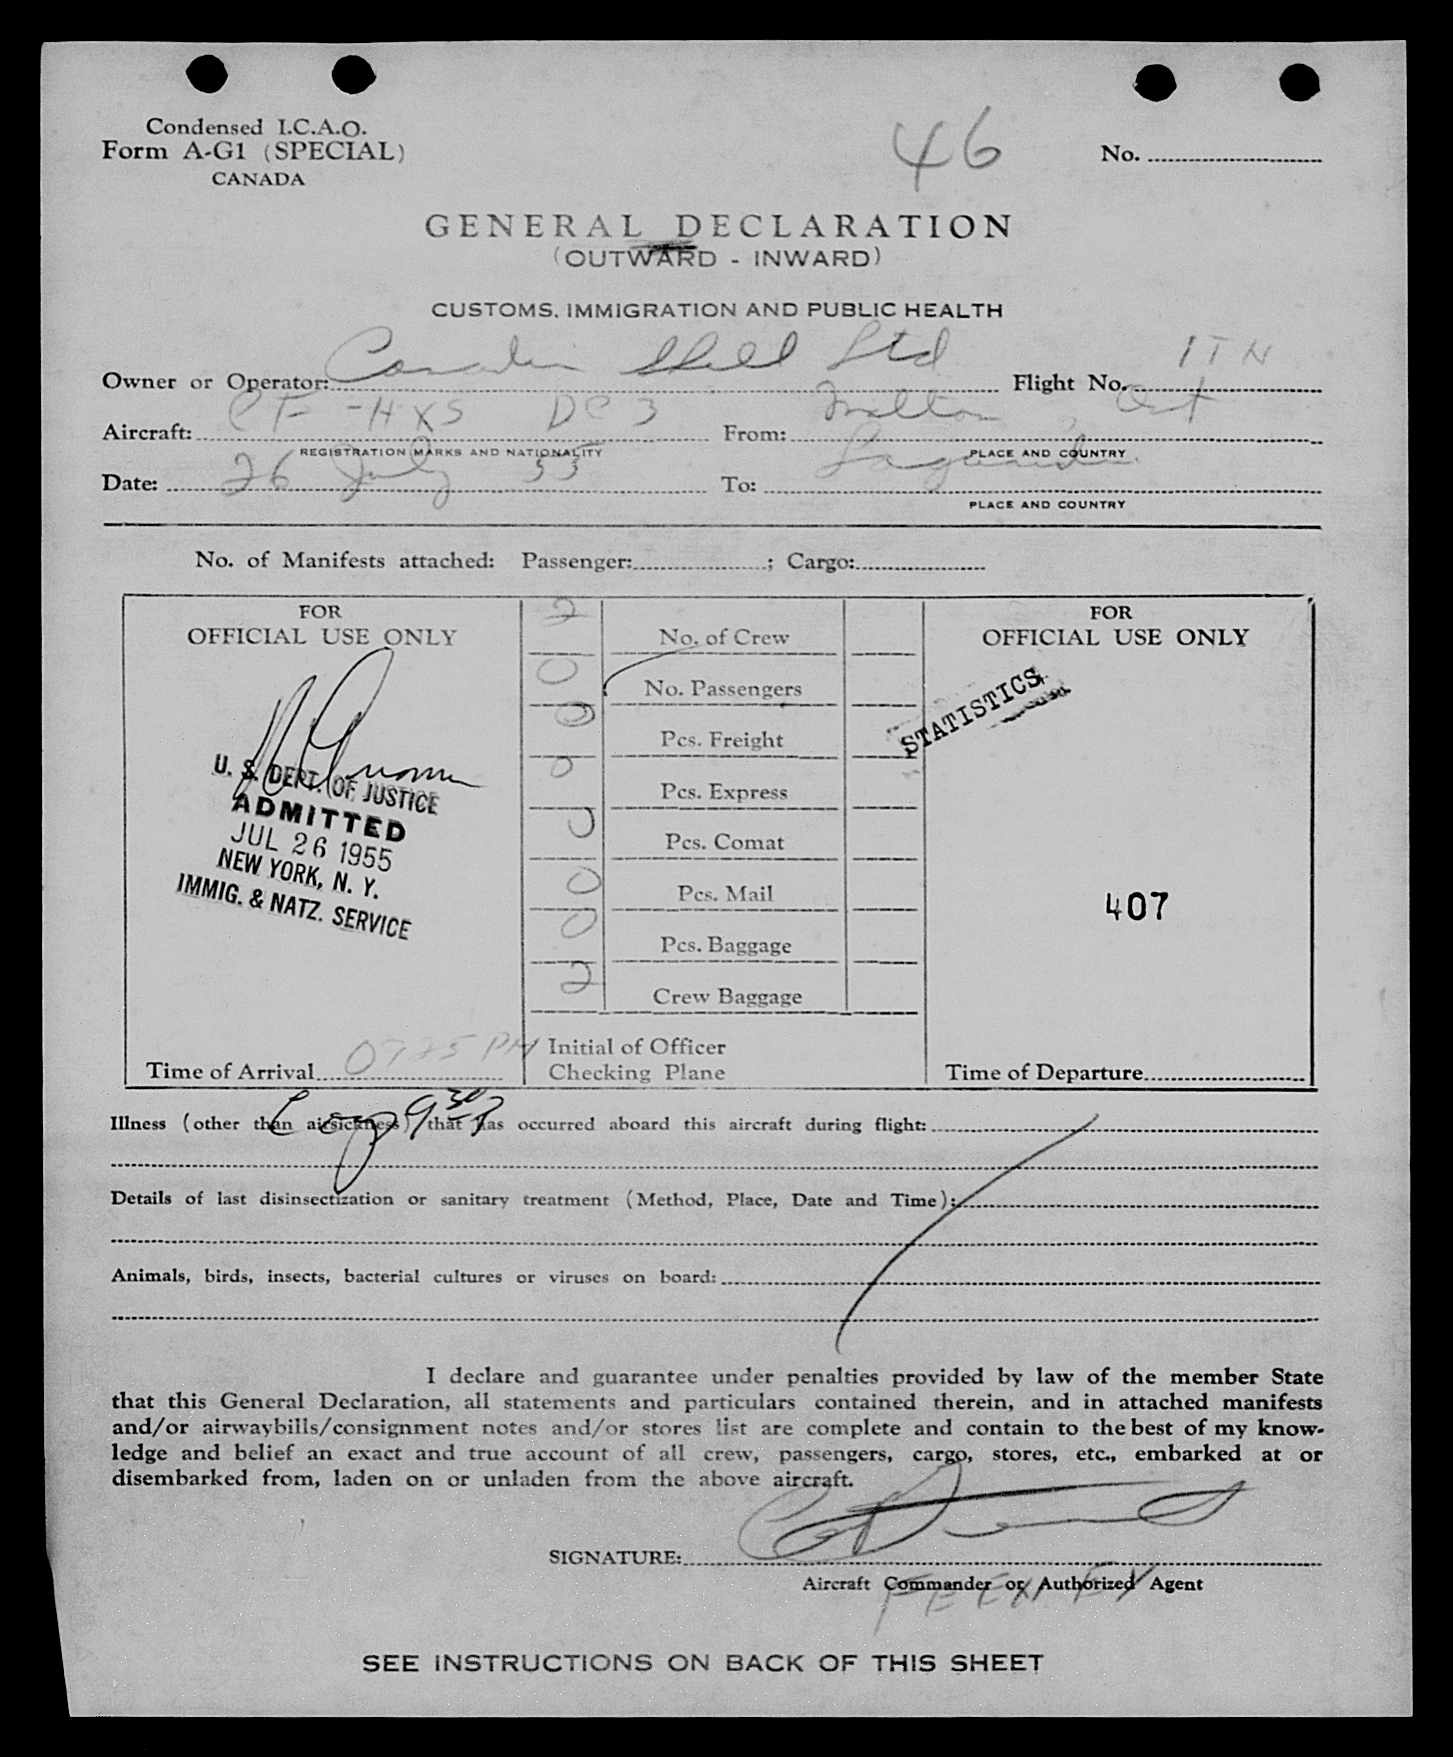 Condensed I.C.A.O.
Form A-G1 (SPECIAL)
CANADA
46
No.
GENERAL DECLARATION
(OUTWARD - INWARD)
CUSTOMS, IMMIGRATION AND PUBLIC HEALTH
Owner or Operator: Shell Ltd Flight No. ITN
Aircraft: CF-HXS DC3 From: Malton, Ont
REGISTRATION MARKS AND NATIONALITY PLACE AND COUNTRY
Date: 26 July 55 To: Laguardia
PLACE AND COUNTRY
No. of Manifests attached: Passenger: ; Cargo:
FOR
OFFICIAL USE ONLY
U. S. DEPT. OF JUSTICE
ADMITTED
JUL 26 1955
NEW YORK, N. Y.
IMMIG. & NATZ. SERVICE
Time of Arrival 0725 PM
2 No. of Crew
0 No. Passengers
0 Pcs. Freight
0 Pcs. Express
0 Pcs. Comat
0 Pcs. Mail
0 Pcs. Baggage
2 Crew Baggage
Initial of Officer
Checking Plane
FOR
OFFICIAL USE ONLY
STATISTICS
407
Time of Departure
Illness (other than airsickness) that has occurred aboard this aircraft during flight:
Details of last disinsectization or sanitary treatment (Method, Place, Date and Time):
Animals, birds, insects, bacterial cultures or viruses on board:
I declare and guarantee under penalties provided by law of the member State
that this General Declaration, all statements and particulars contained therein, and in attached manifests
and/or airwaybills/consignment notes and/or stores list are complete and contain to the best of my know-
ledge and belief an exact and true account of all crew, passengers, cargo, stores, etc., embarked at or
disembarked from, laden on or unladen from the above aircraft.
SIGNATURE:
Aircraft Commander or Authorized Agent
SEE INSTRUCTIONS ON BACK OF THIS SHEET